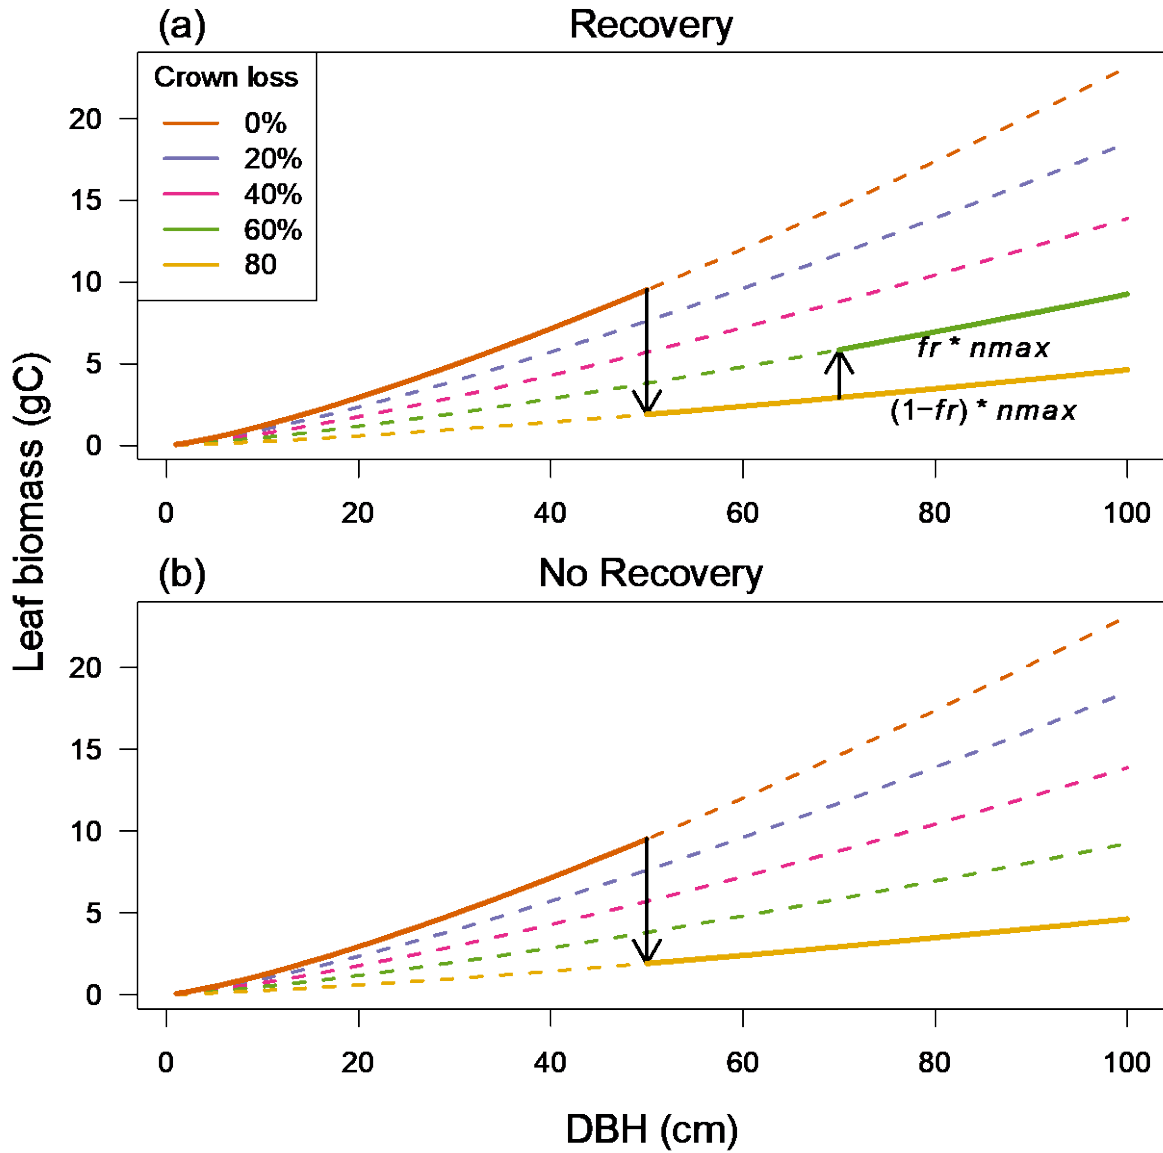 (a) Recovery
Crown loss
0%
20%
40%
60%
80
20
15
10
5
0
fr * nmax
(1−fr) * nmax
0 20 40 60 80 100
Leaf biomass (gC)
(b) No Recovery
20
15
10
5
0
0 20 40 60 80 100
DBH (cm)